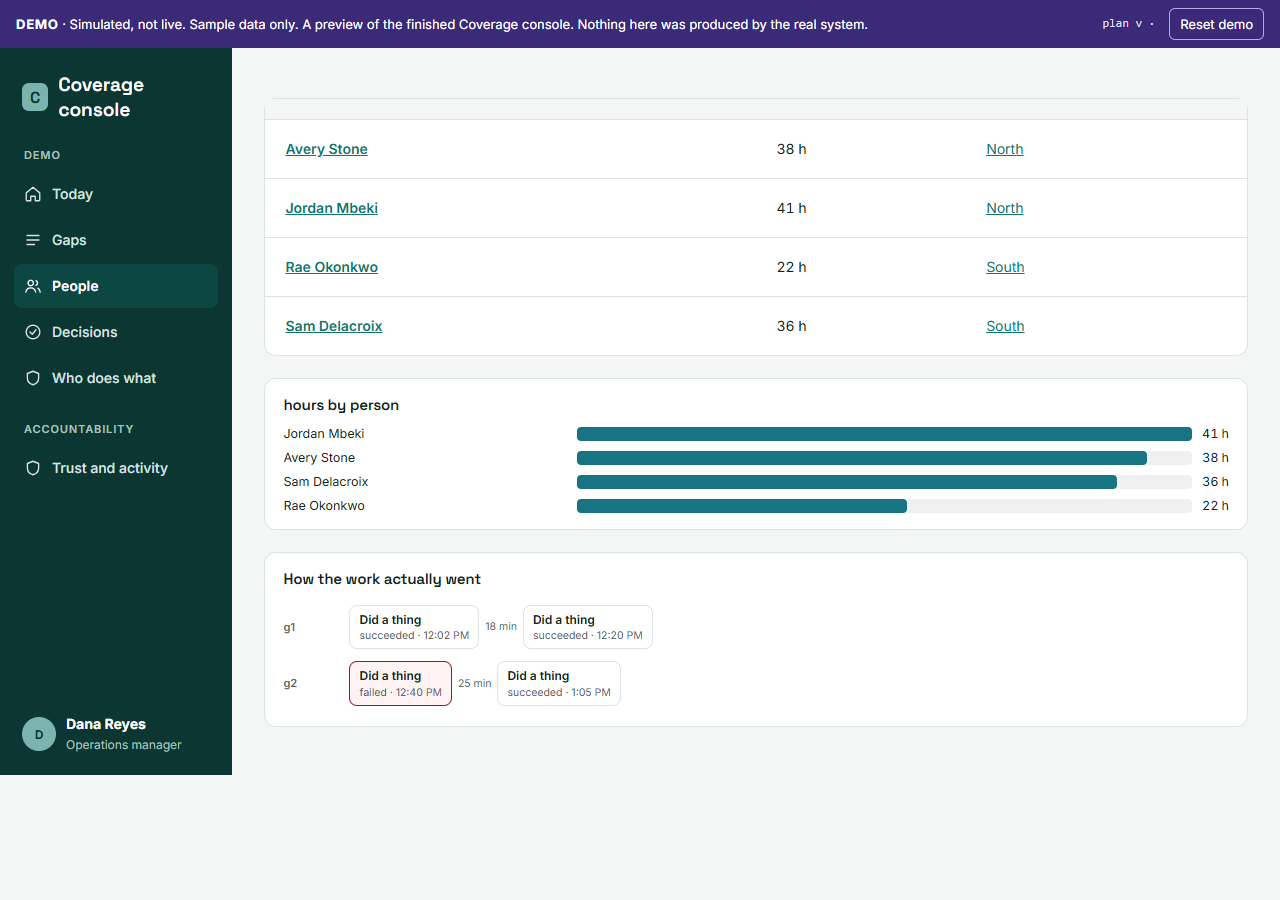 DEMO · Simulated, not live. Sample data only. A preview of the finished Coverage console. Nothing here was produced by the real system.
plan v ·
Reset demo
C
Coverage console
DEMO
Today
Gaps
People
Decisions
Who does what
ACCOUNTABILITY
Trust and activity
D
Dana Reyes
Operations manager
Avery Stone 38 h North
Jordan Mbeki 41 h North
Rae Okonkwo 22 h South
Sam Delacroix 36 h South
hours by person
Jordan Mbeki 41 h
Avery Stone 38 h
Sam Delacroix 36 h
Rae Okonkwo 22 h
How the work actually went
g1
Did a thing
succeeded · 12:02 PM
18 min
Did a thing
succeeded · 12:20 PM
g2
Did a thing
failed · 12:40 PM
25 min
Did a thing
succeeded · 1:05 PM